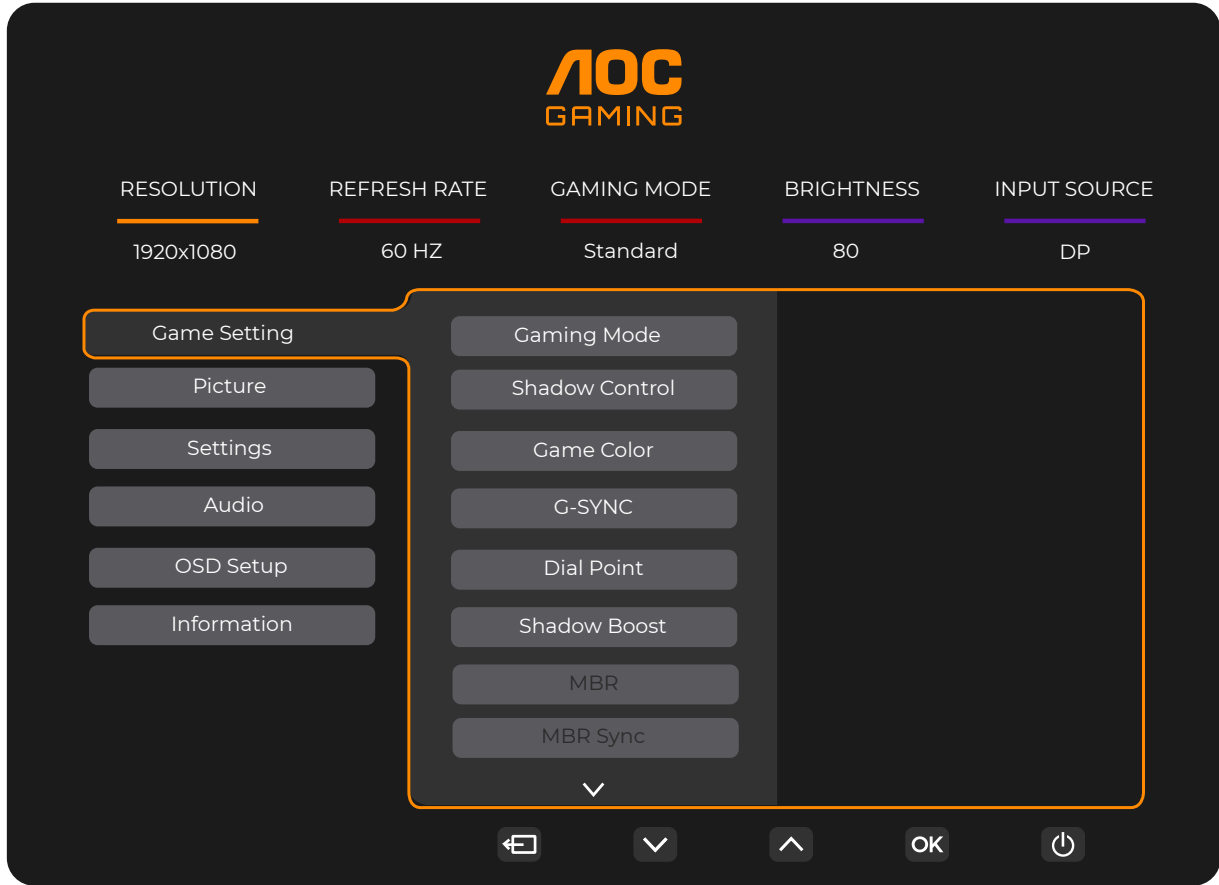 AOC
GAMING
RESOLUTION REFRESH RATE GAMING MODE BRIGHTNESS INPUT SOURCE
1920x1080 60 HZ Standard 80 DP
Game Setting
Picture
Settings
Audio
OSD Setup
Information
Gaming Mode
Shadow Control
Game Color
G-SYNC
Dial Point
Shadow Boost
MBR
MBR Sync
OK